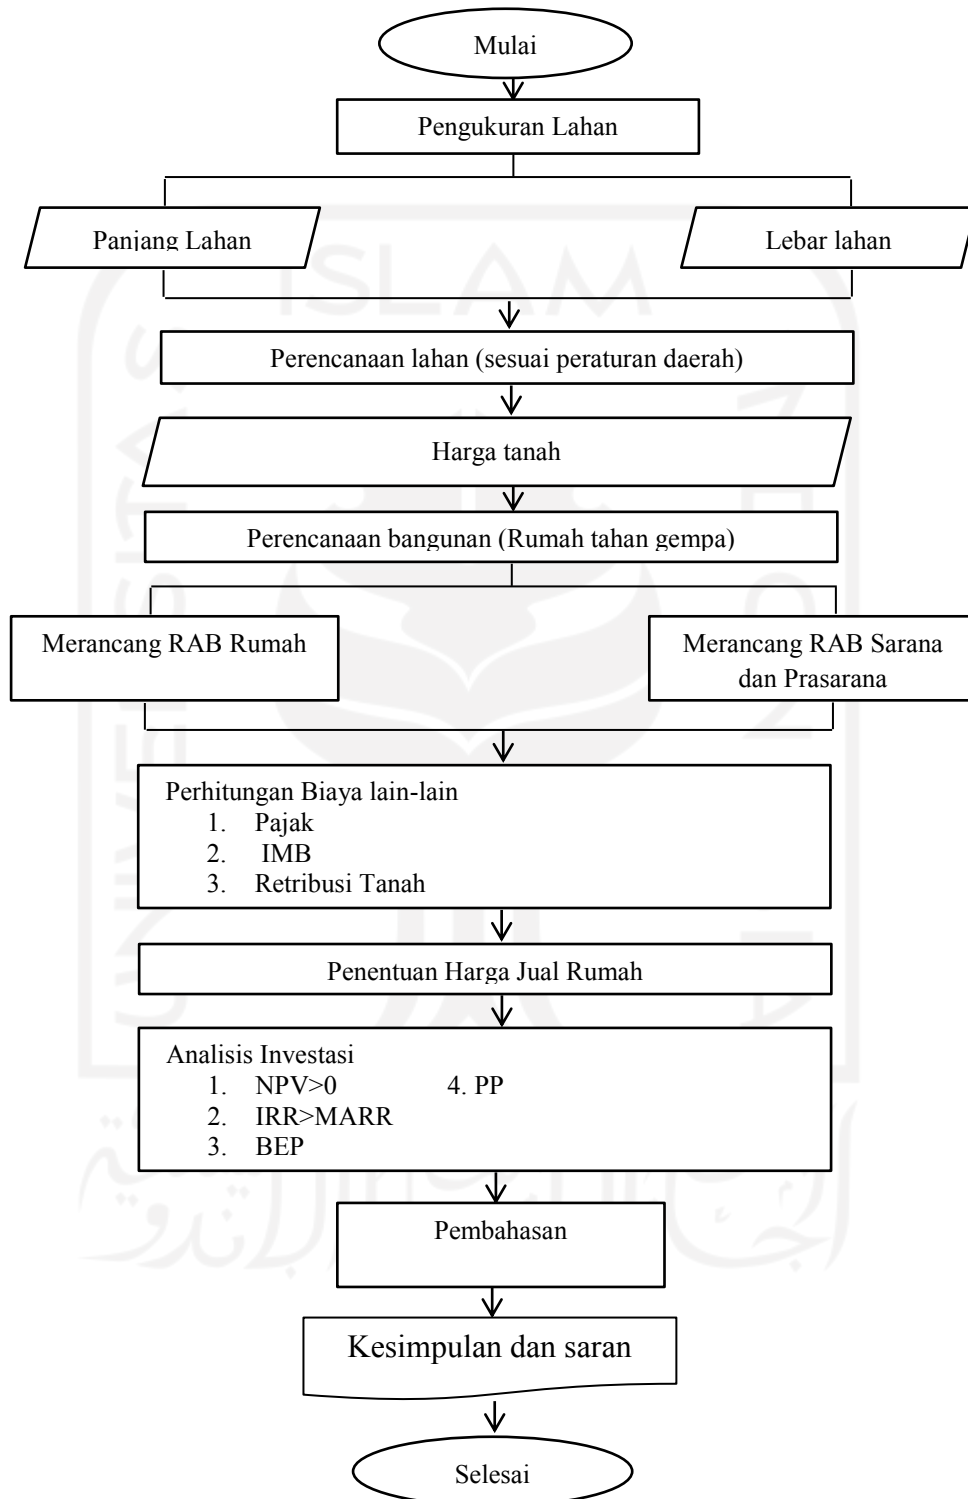 Mulai
Pengukuran Lahan
Panjang Lahan
Lebar lahan
Perencanaan lahan (sesuai peraturan daerah)
Harga tanah
Perencanaan bangunan (Rumah tahan gempa)
Merancang RAB Rumah
Merancang RAB Sarana
dan Prasarana
Perhitungan Biaya lain-lain
1. Pajak
2. IMB
3. Retribusi Tanah
Penentuan Harga Jual Rumah
Analisis Investasi
1. NPV>0 4. PP
2. IRR>MARR
3. BEP
Pembahasan
Kesimpulan dan saran
Selesai
ISLAM
UNIVERSITAS